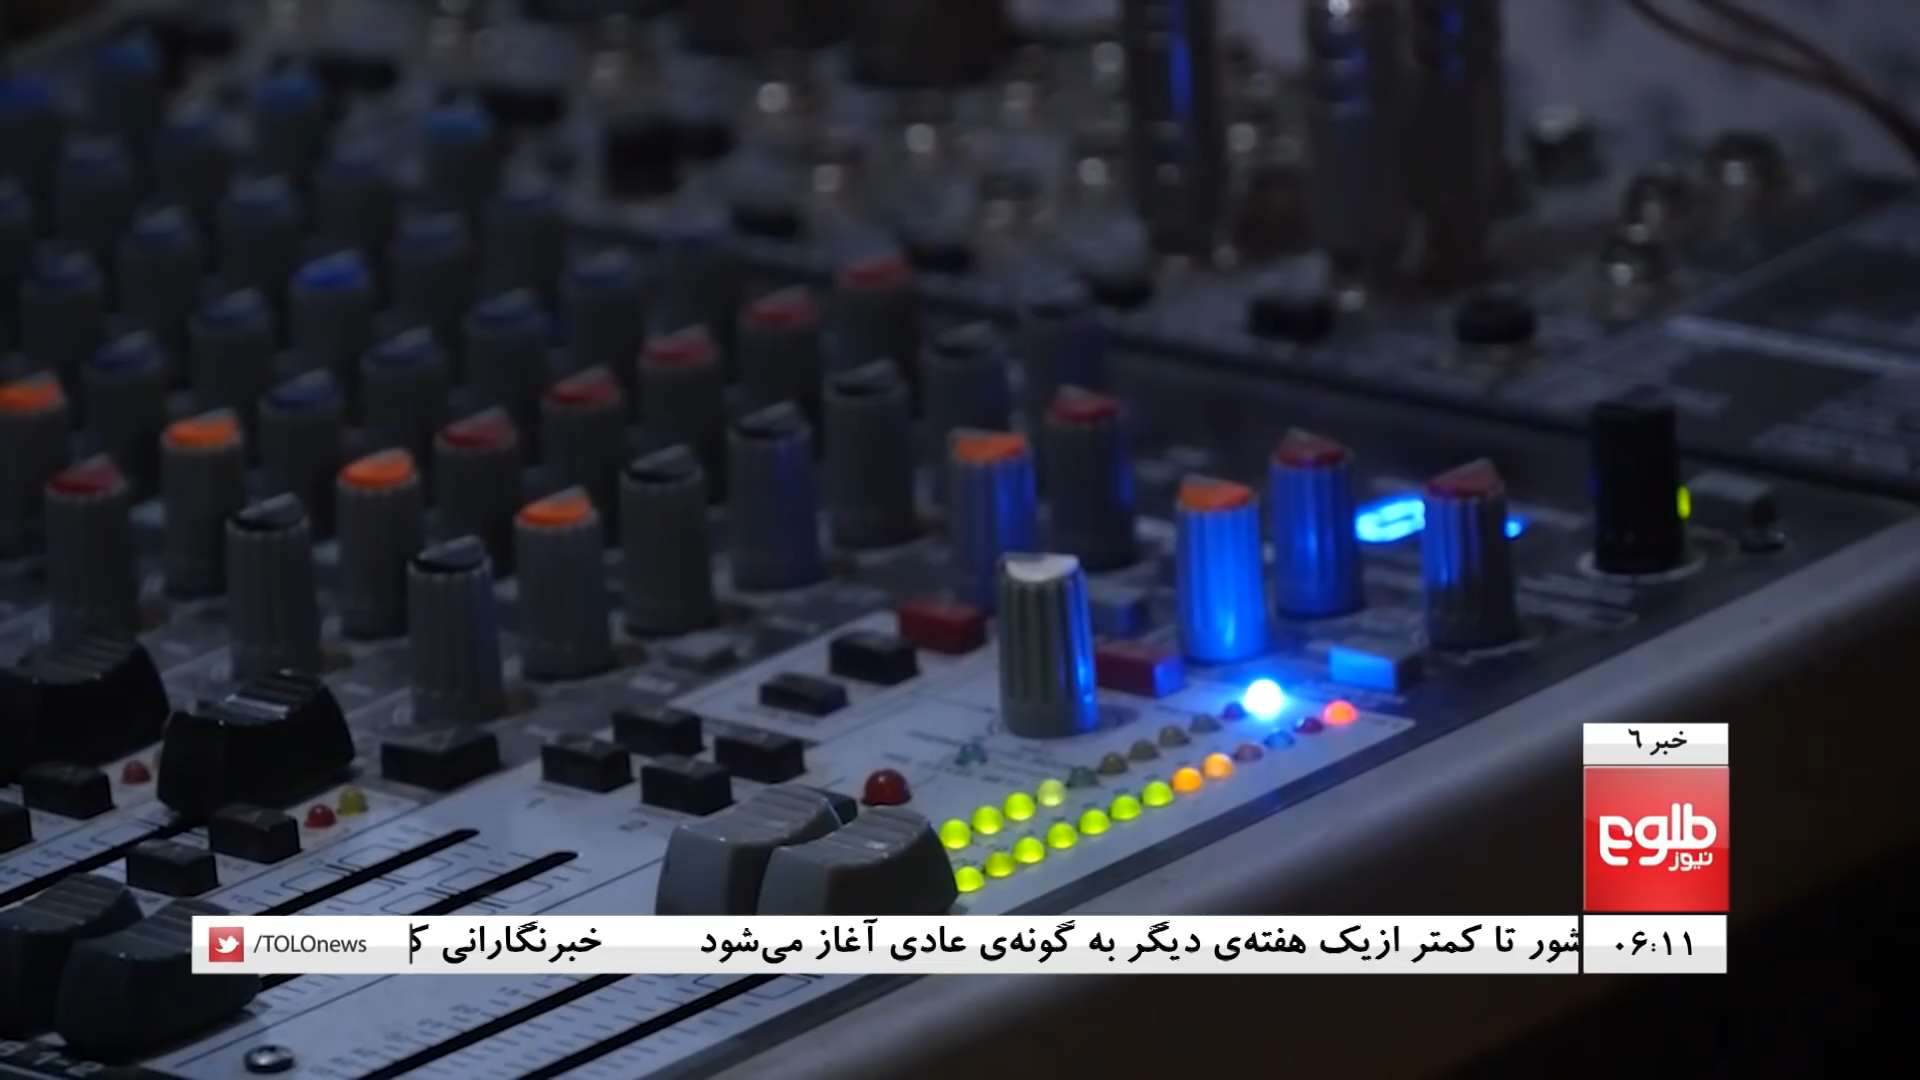 خبر ۶
طلوع
نیوز
شور تا کمتر ازیک هفته‌ی دیگر به گونه‌ی عادی آغاز می‌شود خبرنگارانی ک
/TOLOnews
۰۶:۱۱